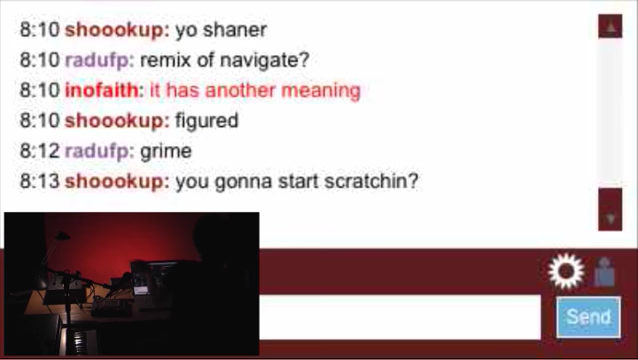 8:10 shoookup: yo shaner
8:10 radufp: remix of navigate?
8:10 inofaith: it has another meaning
8:10 shoookup: figured
8:12 radufp: grime
8:13 shoookup: you gonna start scratchin?
Send